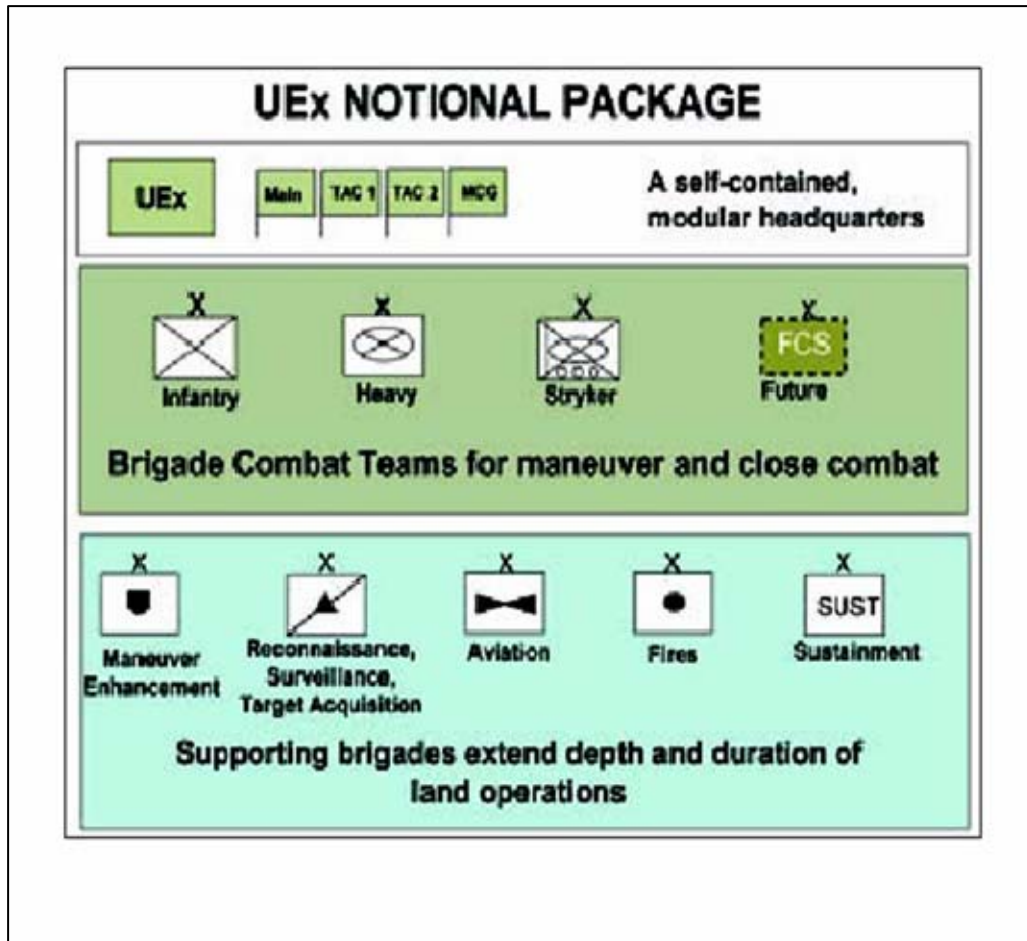 UEx NOTIONAL PACKAGE
UEx
Main TAC 1 TAC 2 MCG
A self-contained,
modular headquarters
X X X X
FCS
Infantry Heavy Stryker Future
Brigade Combat Teams for maneuver and close combat
X X X X X
SUST
Maneuver
Enhancement
Reconnaissance,
Surveillance,
Target Acquisition
Aviation
Fires
Sustainment
Supporting brigades extend depth and duration of
land operations